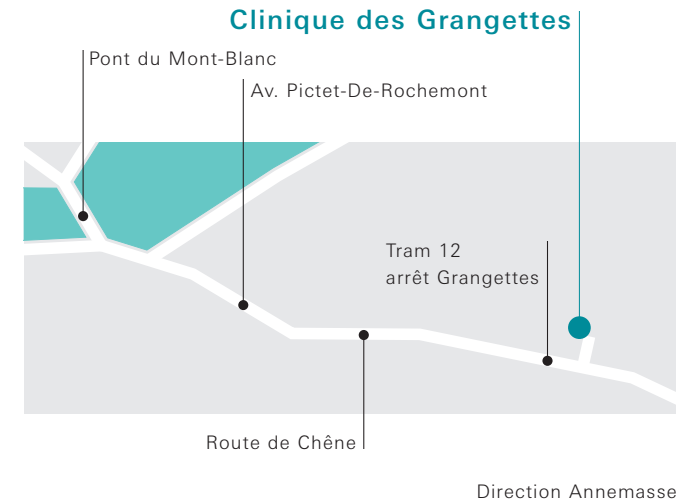 Clinique des Grangettes
Pont du Mont-Blanc
Av. Pictet-De-Rochemont
Tram 12
arrêt Grangettes
Route de Chêne
Direction Annemasse